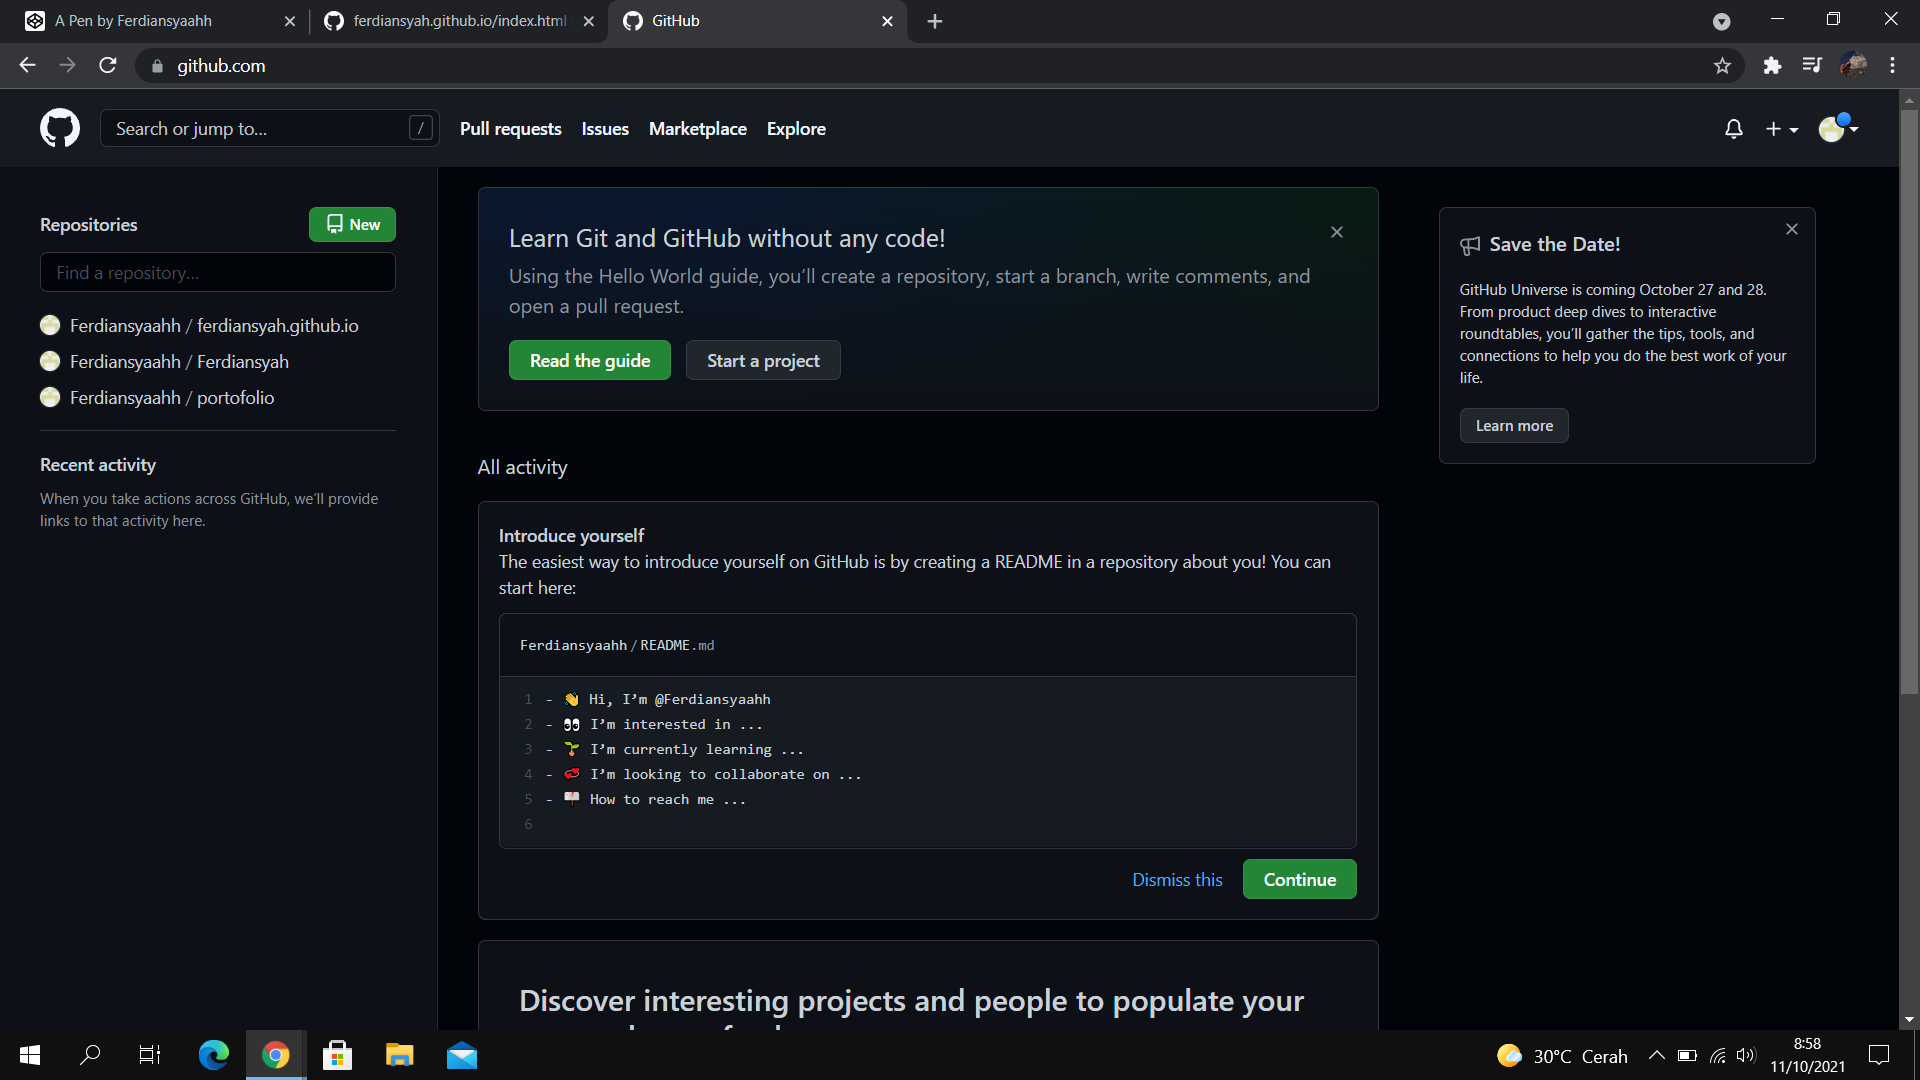 A Pen by Ferdiansyaahh
ferdiansyah.github.io/index.html
GitHub
github.com
Search or jump to...
/
Pull requests
Issues
Marketplace
Explore
Repositories
New
Find a repository...
Ferdiansyaahh / ferdiansyah.github.io
Ferdiansyaahh / Ferdiansyah
Ferdiansyaahh / portofolio
Recent activity
When you take actions across GitHub, we’ll provide
links to that activity here.
Learn Git and GitHub without any code!
Using the Hello World guide, you’ll create a repository, start a branch, write comments, and
open a pull request.
Read the guide
Start a project
All activity
Introduce yourself
The easiest way to introduce yourself on GitHub is by creating a README in a repository about you! You can
start here:
Ferdiansyaahh/README.md
1 - 👋 Hi, I’m @Ferdiansyaahh
2 - 👀 I’m interested in ...
3 - 🌱 I’m currently learning ...
4 - 💞️ I’m looking to collaborate on ...
5 - 📫 How to reach me ...
6
Dismiss this
Continue
Discover interesting projects and people to populate your
Save the Date!
GitHub Universe is coming October 27 and 28.
From product deep dives to interactive
roundtables, you’ll gather the tips, tools, and
connections to help you do the best work of your
life.
Learn more
30°C Cerah
8:58
11/10/2021